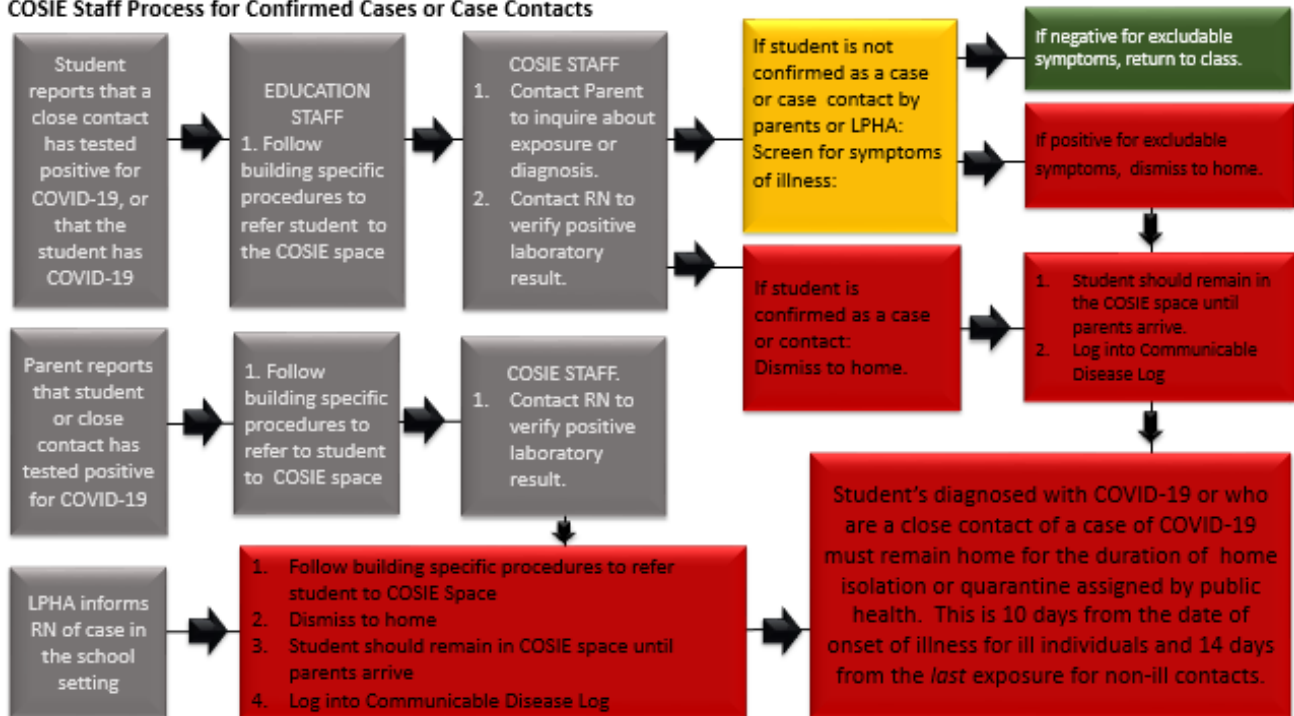 COSIE Staff Process for Confirmed Cases or Case Contacts
Student
reports that a
close contact
has tested
positive for
COVID-19, or
that the
student has
COVID-19
EDUCATION
STAFF
1. Follow
building specific
procedures to
refer student to
the COSIE space
COSIE STAFF
1. Contact Parent
to inquire about
exposure or
diagnosis.
2. Contact RN to
verify positive
laboratory
result.
If student is not
confirmed as a case
or case contact by
parents or LPHA:
Screen for symptoms
of illness:
If negative for excludable
symptoms, return to class.
If positive for excludable
symptoms, dismiss to home.
If student is
confirmed as a case
or contact:
Dismiss to home.
1. Student should remain in
the COSIE space until
parents arrive.
2. Log into Communicable
Disease Log
Parent reports
that student
or close
contact has
tested positive
for COVID-19
1. Follow
building specific
procedures to
refer to student
to COSIE space
COSIE STAFF.
1. Contact RN to
verify positive
laboratory
result.
LPHA informs
RN of case in
the school
setting
1. Follow building specific procedures to refer
student to COSIE Space
2. Dismiss to home
3. Student should remain in COSIE space until
parents arrive
4. Log into Communicable Disease Log
Student's diagnosed with COVID-19 or who
are a close contact of a case of COVID-19
must remain home for the duration of home
isolation or quarantine assigned by public
health. This is 10 days from the date of
onset of illness for ill individuals and 14 days
from the last exposure for non-ill contacts.